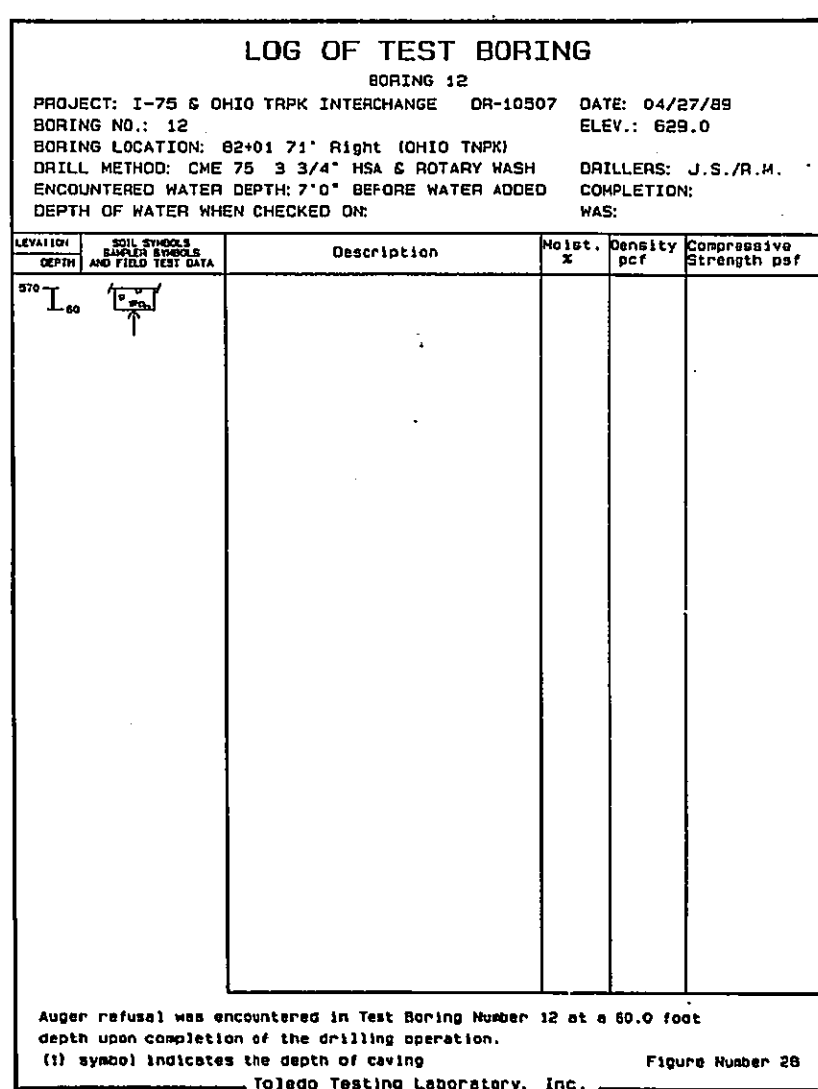 LOG OF TEST BORING
BORING 12
PROJECT: I-75 & OHIO TRPK INTERCHANGE DR-10507 DATE: 04/27/89
BORING NO.: 12 ELEV.: 629.0
BORING LOCATION: 82+01 71' Right (OHIO TNPK)
DRILL METHOD: CME 75 3 3/4" HSA & ROTARY WASH DRILLERS: J.S./R.M.
ENCOUNTERED WATER DEPTH: 7'0" BEFORE WATER ADDED COMPLETION:
DEPTH OF WATER WHEN CHECKED ON: WAS:
LEVATION DEPTH SOIL SYMBOLS SAMPLER SYMBOLS AND FIELD TEST DATA Description Moist. % Density pcf Compressive Strength psf
570
60
Auger refusal was encountered in Test Boring Number 12 at a 60.0 foot
depth upon completion of the drilling operation.
symbol indicates the depth of caving Figure Number 28
Toledo Testing Laboratory, Inc.